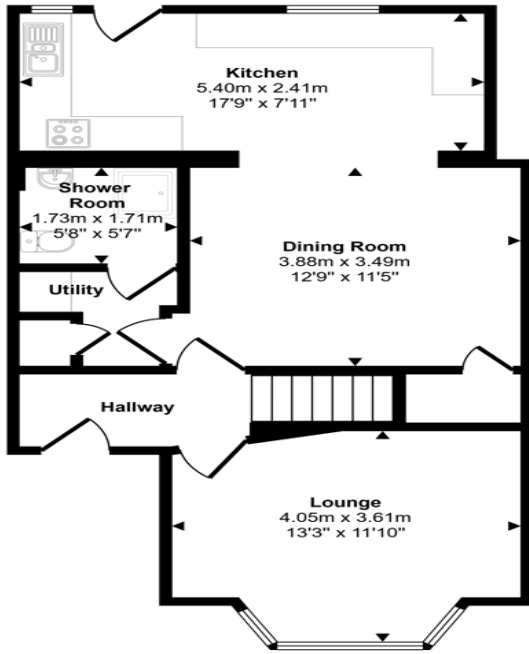 Kitchen
5.40m x 2.41m
17'9" x 7'11"
Shower
Room
1.73m x 1.71m
5'8" x 5'7"
Dining Room
3.88m x 3.49m
12'9" x 11'5"
Utility
Hallway
Lounge
4.05m x 3.61m
13'3" x 11'10"